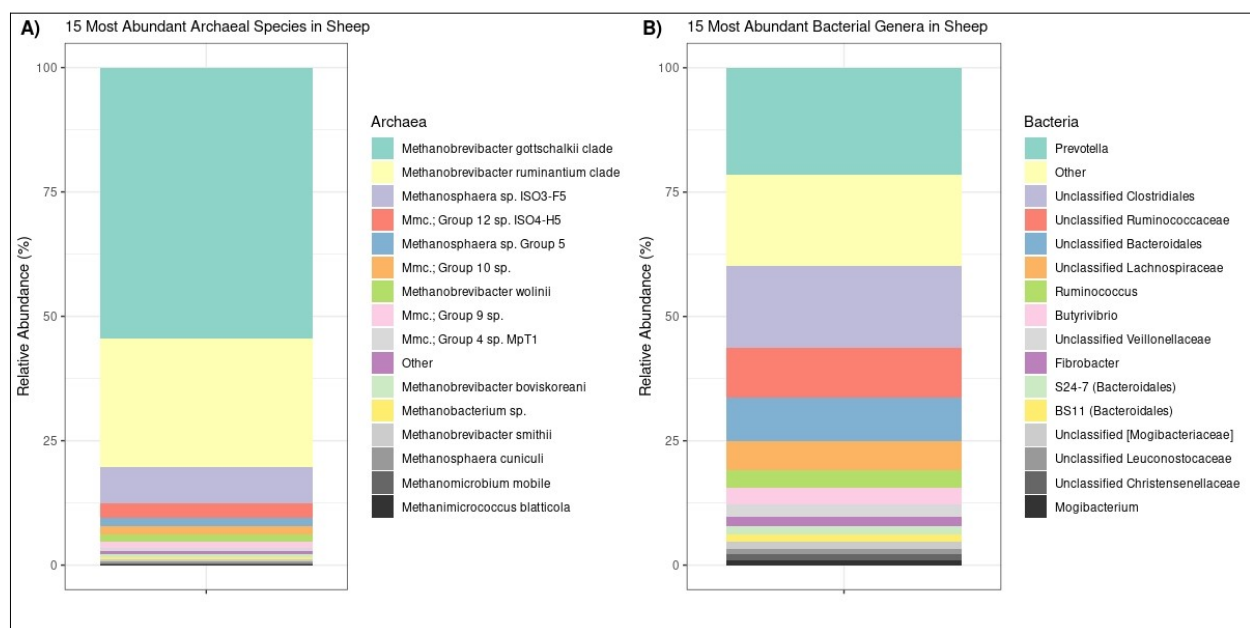 A) 15 Most Abundant Archaeal Species in Sheep
100
75
50
25
0
Relative Abundance (%)
Archaea
Methanobrevibacter gottschalkii clade
Methanobrevibacter ruminantium clade
Methanosphaera sp. ISO3-F5
Mmc.; Group 12 sp. ISO4-H5
Methanosphaera sp. Group 5
Mmc.; Group 10 sp.
Methanobrevibacter wolinii
Mmc.; Group 9 sp.
Mmc.; Group 4 sp. MpT1
Other
Methanobrevibacter boviskoreani
Methanobacterium sp.
Methanobrevibacter smithii
Methanosphaera cuniculi
Methanomicrobium mobile
Methanimicrococcus blatticola
B) 15 Most Abundant Bacterial Genera in Sheep
100
75
50
25
0
Relative Abundance (%)
Bacteria
Prevotella
Other
Unclassified Clostridiales
Unclassified Ruminococcaceae
Unclassified Bacteroidales
Unclassified Lachnospiraceae
Ruminococcus
Butyrivibrio
Unclassified Veillonellaceae
Fibrobacter
S24-7 (Bacteroidales)
BS11 (Bacteroidales)
Unclassified [Mogibacteriaceae]
Unclassified Leuconostocaceae
Unclassified Christensenellaceae
Mogibacterium